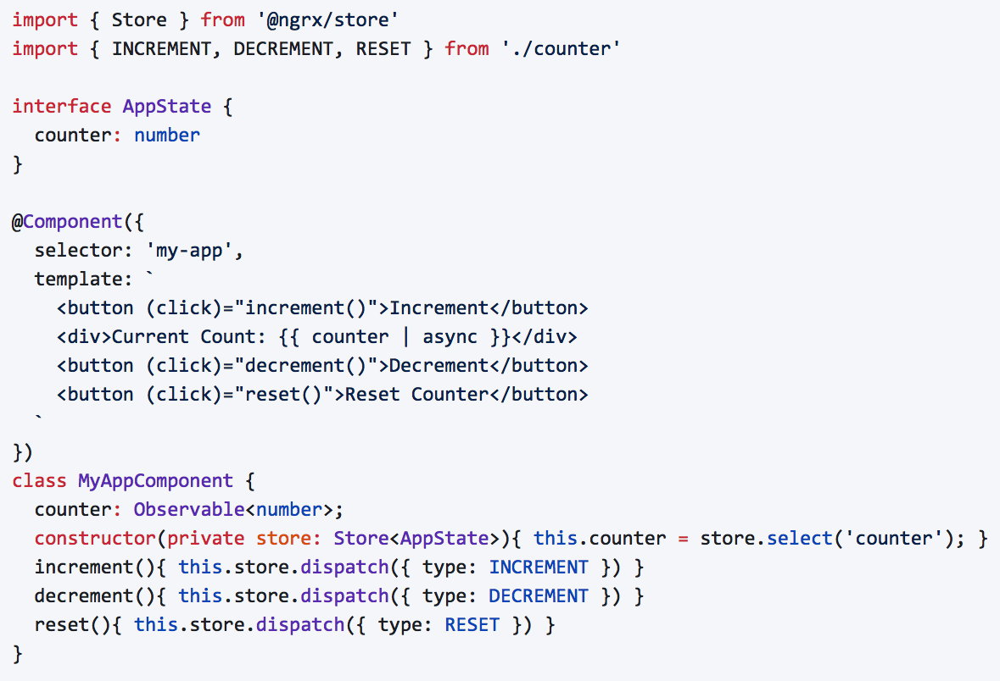 import { Store } from '@ngrx/store'
import { INCREMENT, DECREMENT, RESET } from './counter'

interface AppState {
  counter: number
}

@Component({
  selector: 'my-app',
  template: `
    <button (click)="increment()">Increment</button>
    <div>Current Count: {{ counter | async }}</div>
    <button (click)="decrement()">Decrement</button>
    <button (click)="reset()">Reset Counter</button>
  `
})
class MyAppComponent {
  counter: Observable<number>;
  constructor(private store: Store<AppState>){ this.counter = store.select('counter'); }
  increment(){ this.store.dispatch({ type: INCREMENT }) }
  decrement(){ this.store.dispatch({ type: DECREMENT }) }
  reset(){ this.store.dispatch({ type: RESET }) }
}